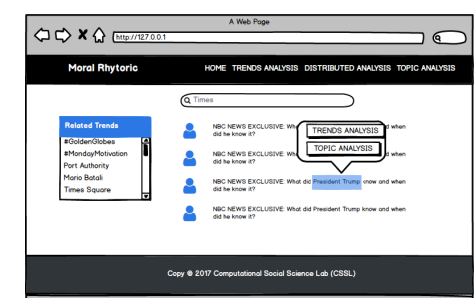 A Web Page
http://127.0.0.1
Moral Rhytoric
HOME TRENDS ANALYSIS DISTRIBUTED ANALYSIS TOPIC ANALYSIS
Times
Related Trends
#GoldenGlobes
#MondayMotivation
Port Authority
Mario Batali
Times Square
NBC NEWS EXCLUSIVE: Wh d when
did he know it?
TRENDS ANALYSIS
TOPIC ANALYSIS
NBC NEWS EXCLUSIVE: Wh d when
did he know it?
NBC NEWS EXCLUSIVE: What did President Trump know and when
did he know it?
NBC NEWS EXCLUSIVE: What did President Trump know and when
did he know it?
Copy © 2017 Computational Social Science Lab (CSSL)